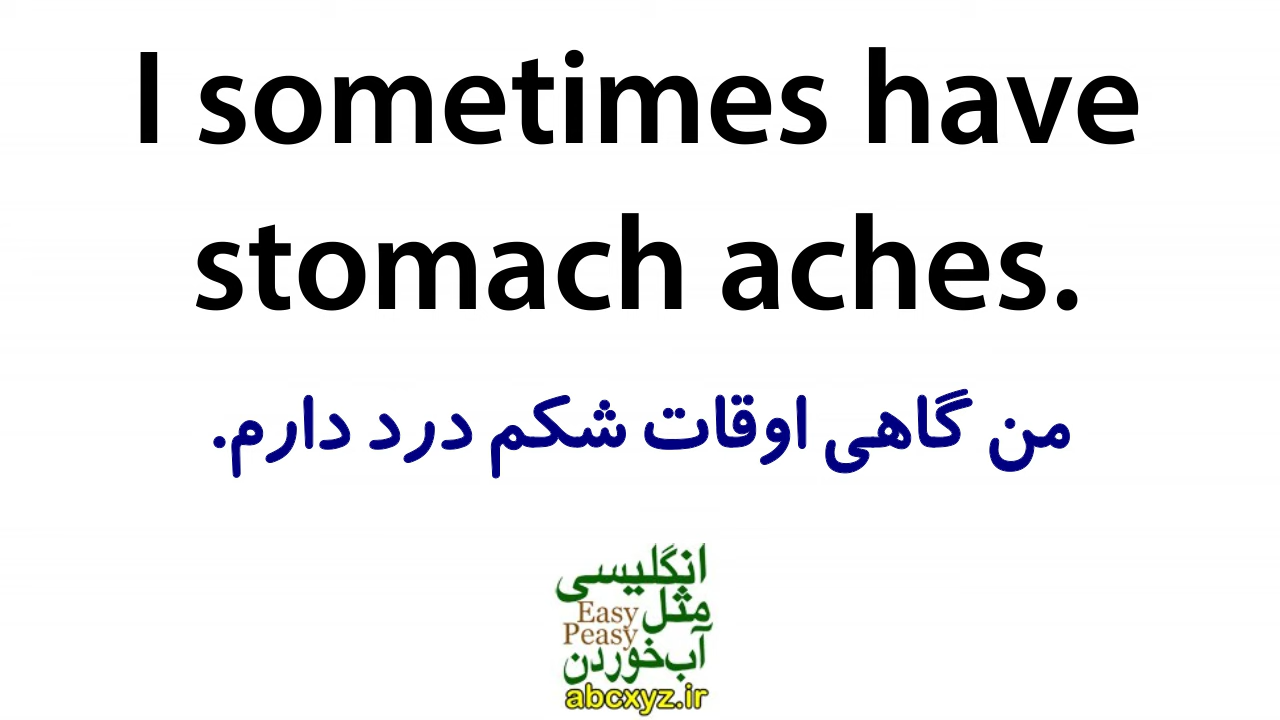 I sometimes have
stomach aches.
من گاهی اوقات شکم درد دارم.
انگلیسی
مثل Easy
Peasy
آب‌خوردن
abcxyz.ir